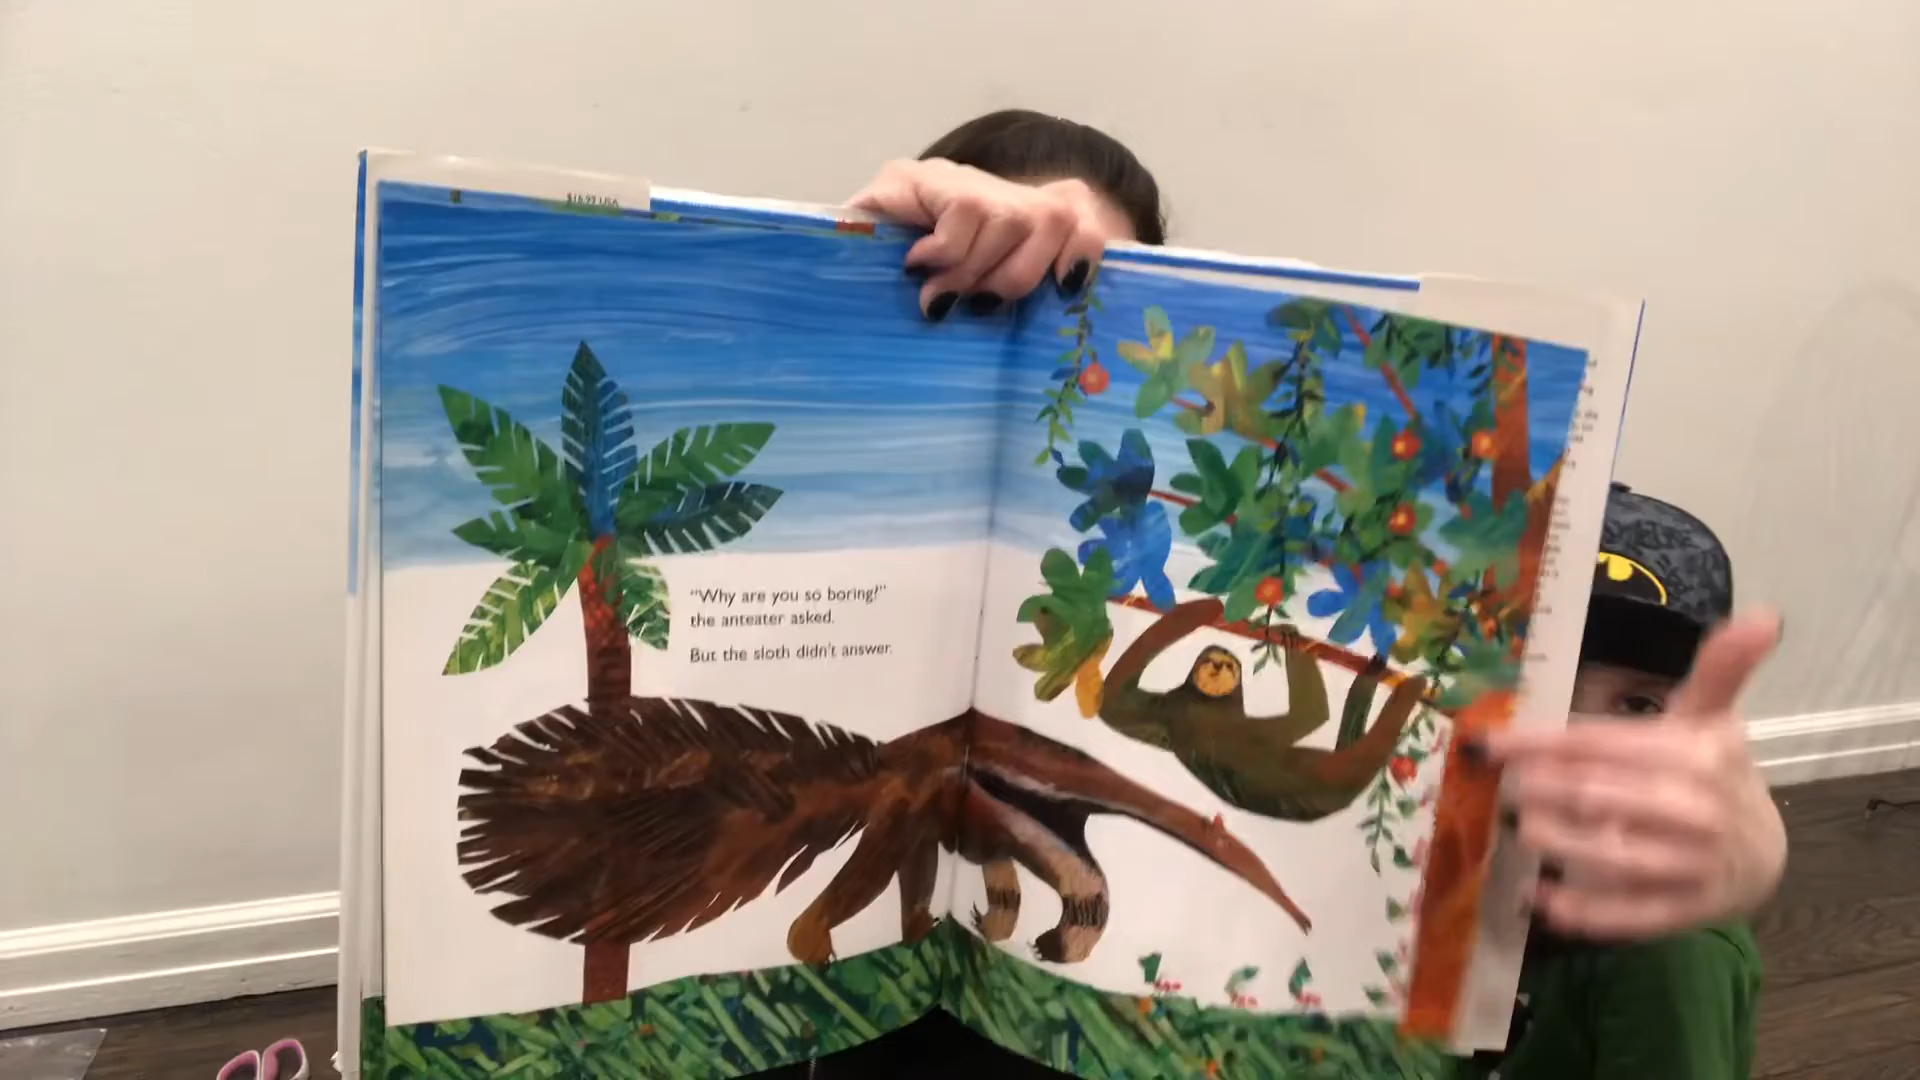 $16.99 USA
"Why are you so boring?"
the anteater asked.
But the sloth didn't answer.